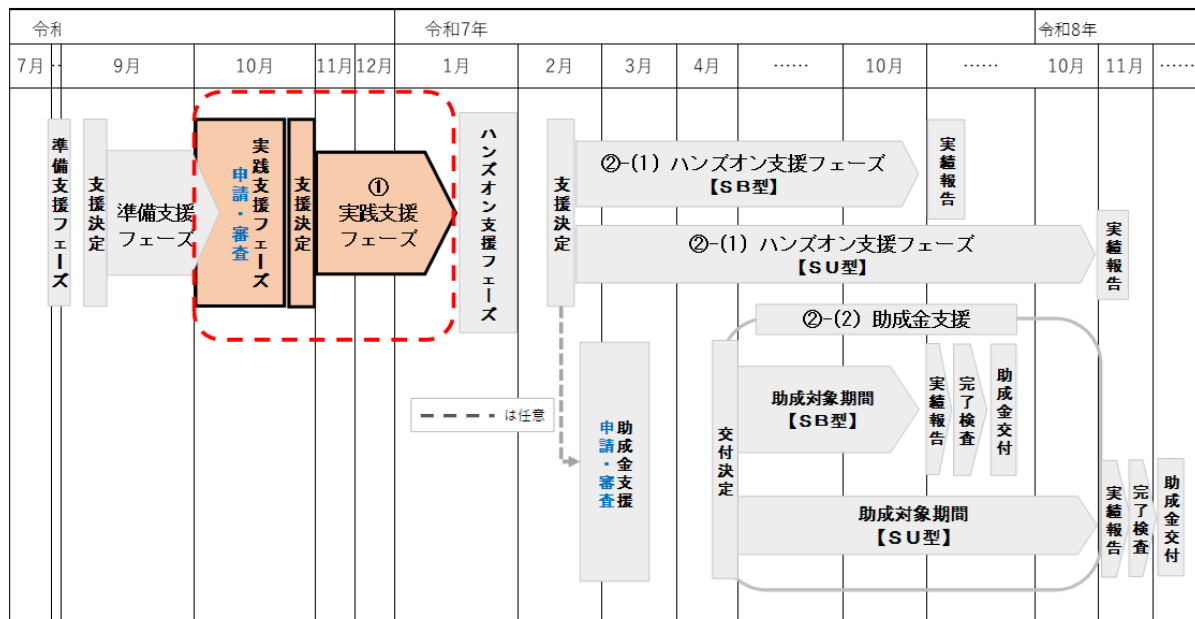 令和
令和7年
令和8年
7月
‥
9月
10月
11月
12月
1月
2月
3月
4月
……
10月
……
10月
11月
……
準備支援フェーズ
支援決定
準備支援
フェーズ
実践支援フェーズ
申請・審査
支援決定
①
実践支援
フェーズ
ハンズオン支援フェーズ
支援決定
②-(1) ハンズオン支援フェーズ
【SB型】
実績報告
②-(1) ハンズオン支援フェーズ
【SU型】
実績報告
は任意
助成金支援
申請・審査
②-(2) 助成金支援
交付決定
助成対象期間
【SB型】
実績報告
完了検査
助成金交付
助成対象期間
【SU型】
実績報告
完了検査
助成金交付